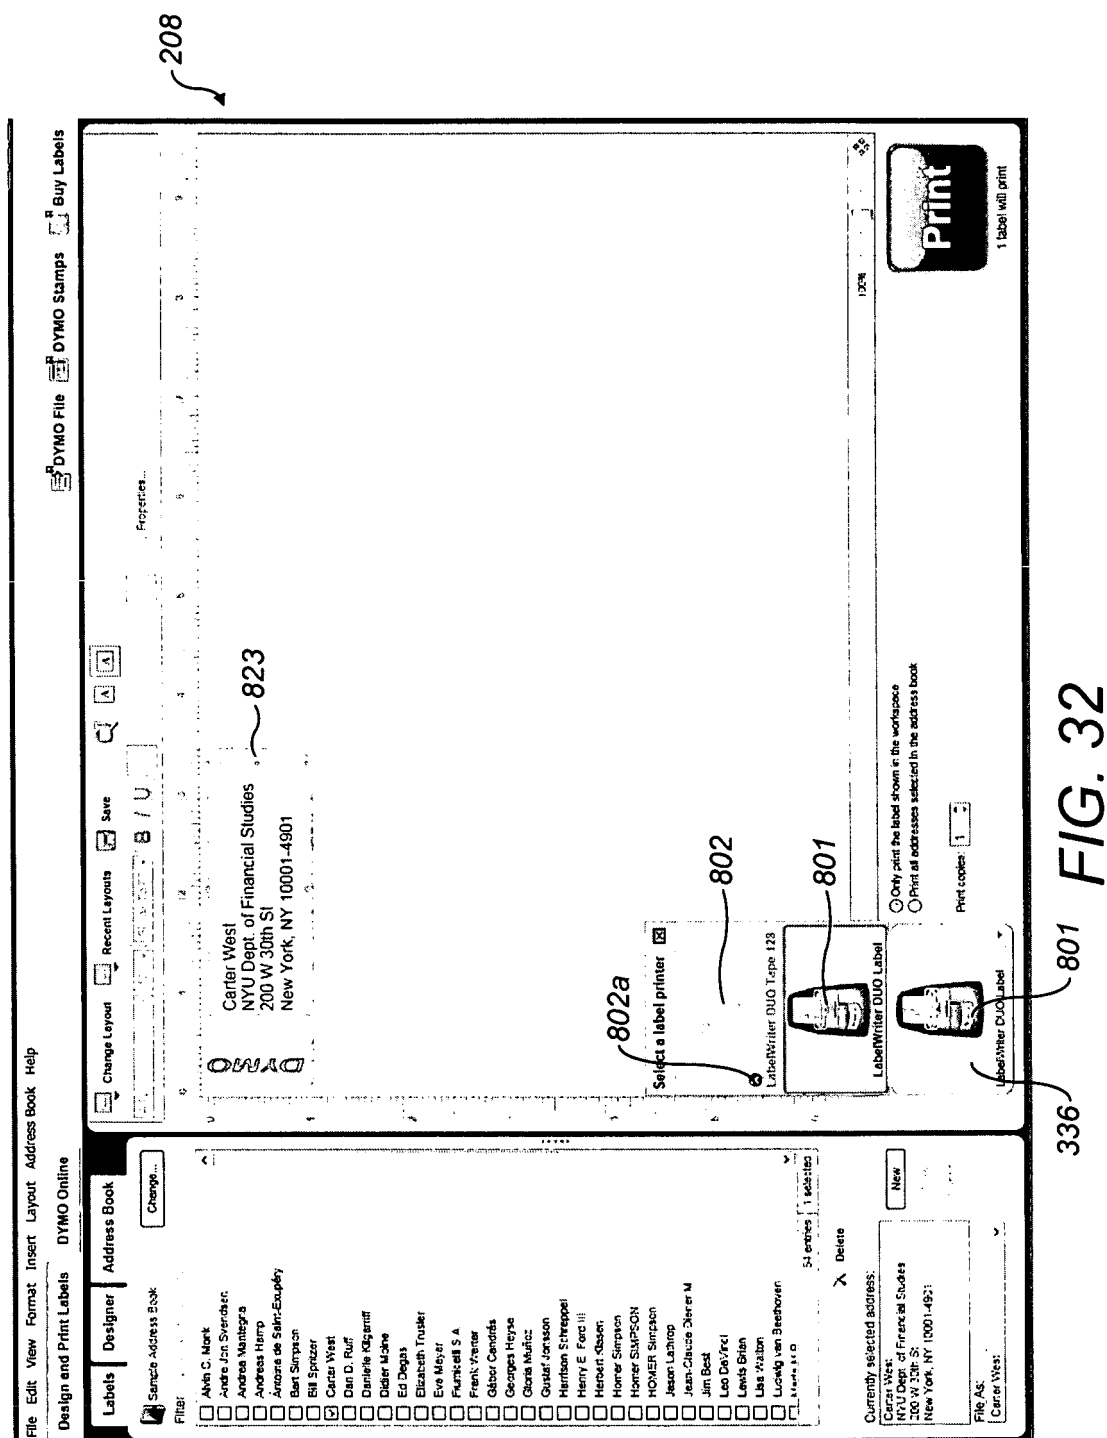 208
File Edit View Format Insert Layout Address Book Help
Design and Print Labels DYMO Online
DYMO File DYMO Stamps Buy Labels
Labels Designer Address Book
Sample Address Book Change...
Filter
Alvin C. Mork
Andre Jon Svendsen
Andrea Mantegna
Andreas Hamp
Antoine de Saint-Exupéry
Bart Simpson
Bill Spritzer
Carter West
Dan D. Ruff
Danielle Kilgarriff
Didier Moine
Ed Degas
Elizabeth Trusler
Eve Meyer
Fiumicelli S A
Frank Wenter
Gábor Candrás
Georges Heyse
Gloria Muñoz
Gustaf Jonsson
Harrison Schreppel
Henry E. Ford III
Herbert Klasen
Homer Simpson
Homer SIMPSON
HOMER Simpson
Jason Lathrop
Jean-Claude Diener M
Jim Best
Leo DaVinci
Lewis Brian
Lisa Walton
Ludwig van Beethoven
54 entries 1 selected
Delete
Currently selected address:
Carter West
NYU Dept. of Financial Studies
200 W 30th St
New York, NY 10001-4901
New
File As:
Carter West
Change Layout Recent Layouts Save A A
B I U
Properties...
DYMO
Carter West
NYU Dept. of Financial Studies
200 W 30th St
New York, NY 10001-4901
823
802a
802
Select a label printer
LabelWriter DUO Tape 128
801
LabelWriter DUO Label
100%
LabelWriter DUO Label
Only print the label shown in the workspace
Print all addresses selected in the address book
Print copies: 1
Print
1 label will print
336
801
FIG. 32